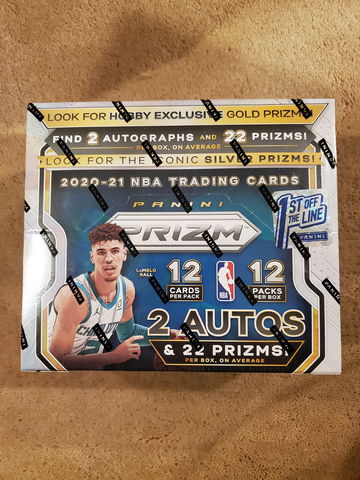 LOOK FOR HOBBY EXCLUSIVE GOLD PRIZMS!
FIND 2 AUTOGRAPHS AND 22 PRIZMS!
PER BOX, ON AVERAGE
LOOK FOR THE ICONIC SILVER PRIZMS!
2020-21 NBA TRADING CARDS
1ST OFF
THE LINE
PANINI
PANINI
PRIZM
LaMELO
BALL
12
CARDS
PER PACK
NBA
12
PACKS
PER BOX
2 AUTOS
& 22 PRIZMS!
PER BOX, ON AVERAGE